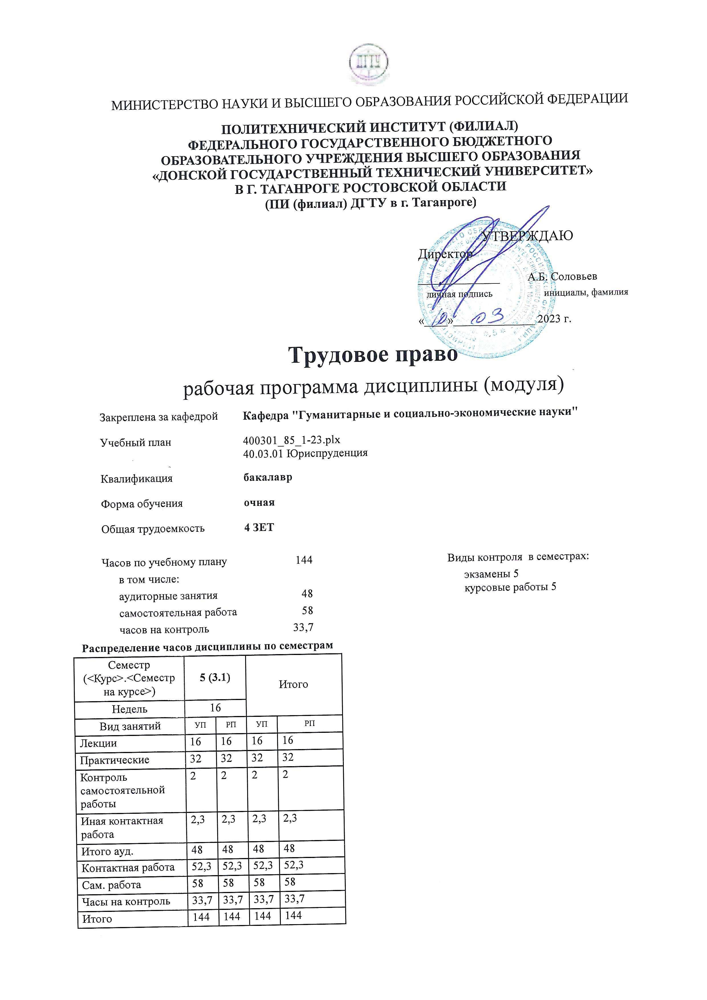 ДГТУ
МИНИСТЕРСТВО НАУКИ И ВЫСШЕГО ОБРАЗОВАНИЯ РОССИЙСКОЙ ФЕДЕРАЦИИ
ПОЛИТЕХНИЧЕСКИЙ ИНСТИТУТ (ФИЛИАЛ)
ФЕДЕРАЛЬНОГО ГОСУДАРСТВЕННОГО БЮДЖЕТНОГО
ОБРАЗОВАТЕЛЬНОГО УЧРЕЖДЕНИЯ ВЫСШЕГО ОБРАЗОВАНИЯ
«ДОНСКОЙ ГОСУДАРСТВЕННЫЙ ТЕХНИЧЕСКИЙ УНИВЕРСИТЕТ»
В Г. ТАГАНРОГЕ РОСТОВСКОЙ ОБЛАСТИ
(ПИ (филиал) ДГТУ в г. Таганроге)
УТВЕРЖДАЮ
Директор
А.Б. Соловьев
личная подпись инициалы, фамилия
«10» 03 2023 г.
Трудовое право
рабочая программа дисциплины (модуля)
Закреплена за кафедрой Кафедра "Гуманитарные и социально-экономические науки"
Учебный план 400301_85_1-23.plx
40.03.01 Юриспруденция
Квалификация бакалавр
Форма обучения очная
Общая трудоемкость 4 ЗЕТ
Часов по учебному плану 144 Виды контроля в семестрах:
в том числе: экзамены 5
аудиторные занятия 48 курсовые работы 5
самостоятельная работа 58
часов на контроль 33,7
Распределение часов дисциплины по семестрам
Семестр
(<Курс>.<Семестр
на курсе>) 5 (3.1) Итого
Недель 16
Вид занятий УП РП УП РП
Лекции 16 16 16 16
Практические 32 32 32 32
Контроль 2 2 2 2
самостоятельной
работы
Иная контактная 2,3 2,3 2,3 2,3
работа
Итого ауд. 48 48 48 48
Контактная работа 52,3 52,3 52,3 52,3
Сам. работа 58 58 58 58
Часы на контроль 33,7 33,7 33,7 33,7
Итого 144 144 144 144